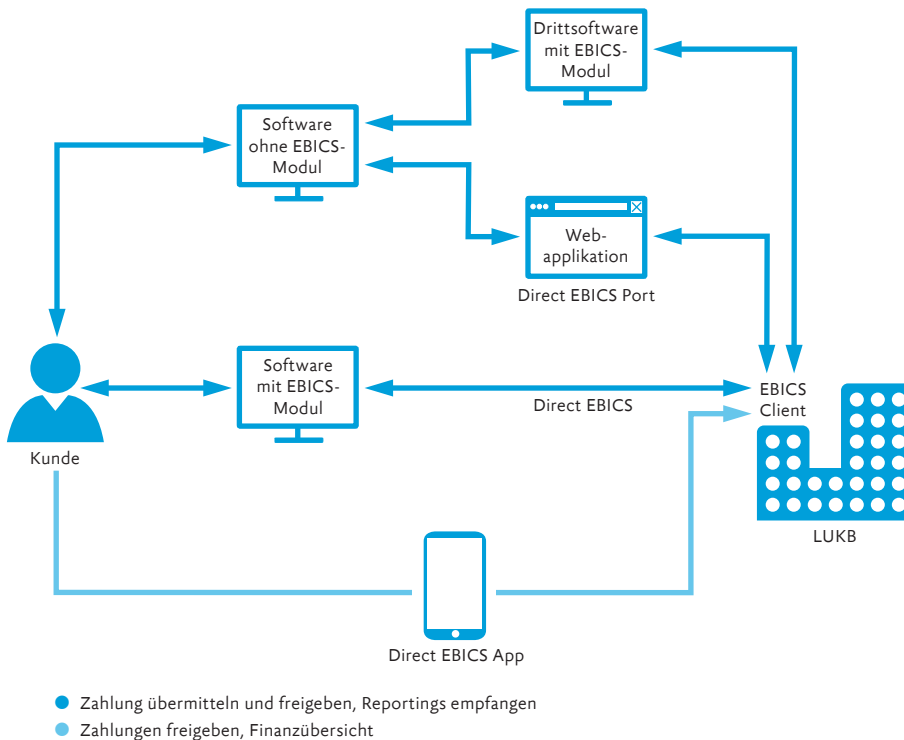 Drittsoftware
mit EBICS-
Modul
Software
ohne EBICS-
Modul
Web-
applikation
Direct EBICS Port
Software
mit EBICS-
Modul
Direct EBICS
EBICS
Client
Kunde
LUKB
Direct EBICS App
Zahlung übermitteln und freigeben, Reportings empfangen
Zahlungen freigeben, Finanzübersicht